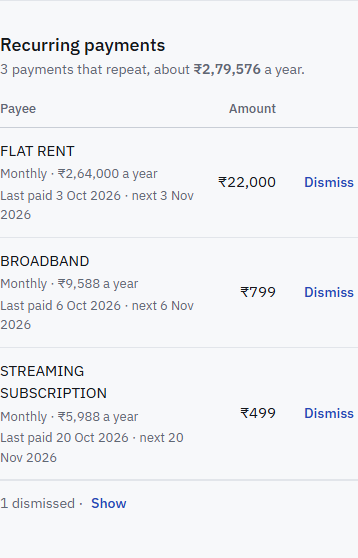 Recurring payments
3 payments that repeat, about ₹2,79,576 a year.
Payee Amount
FLAT RENT
Monthly · ₹2,64,000 a year
Last paid 3 Oct 2026 · next 3 Nov
2026
₹22,000 Dismiss
BROADBAND
Monthly · ₹9,588 a year
Last paid 6 Oct 2026 · next 6 Nov
2026
₹799 Dismiss
STREAMING
SUBSCRIPTION
Monthly · ₹5,988 a year
Last paid 20 Oct 2026 · next 20
Nov 2026
₹499 Dismiss
1 dismissed · Show